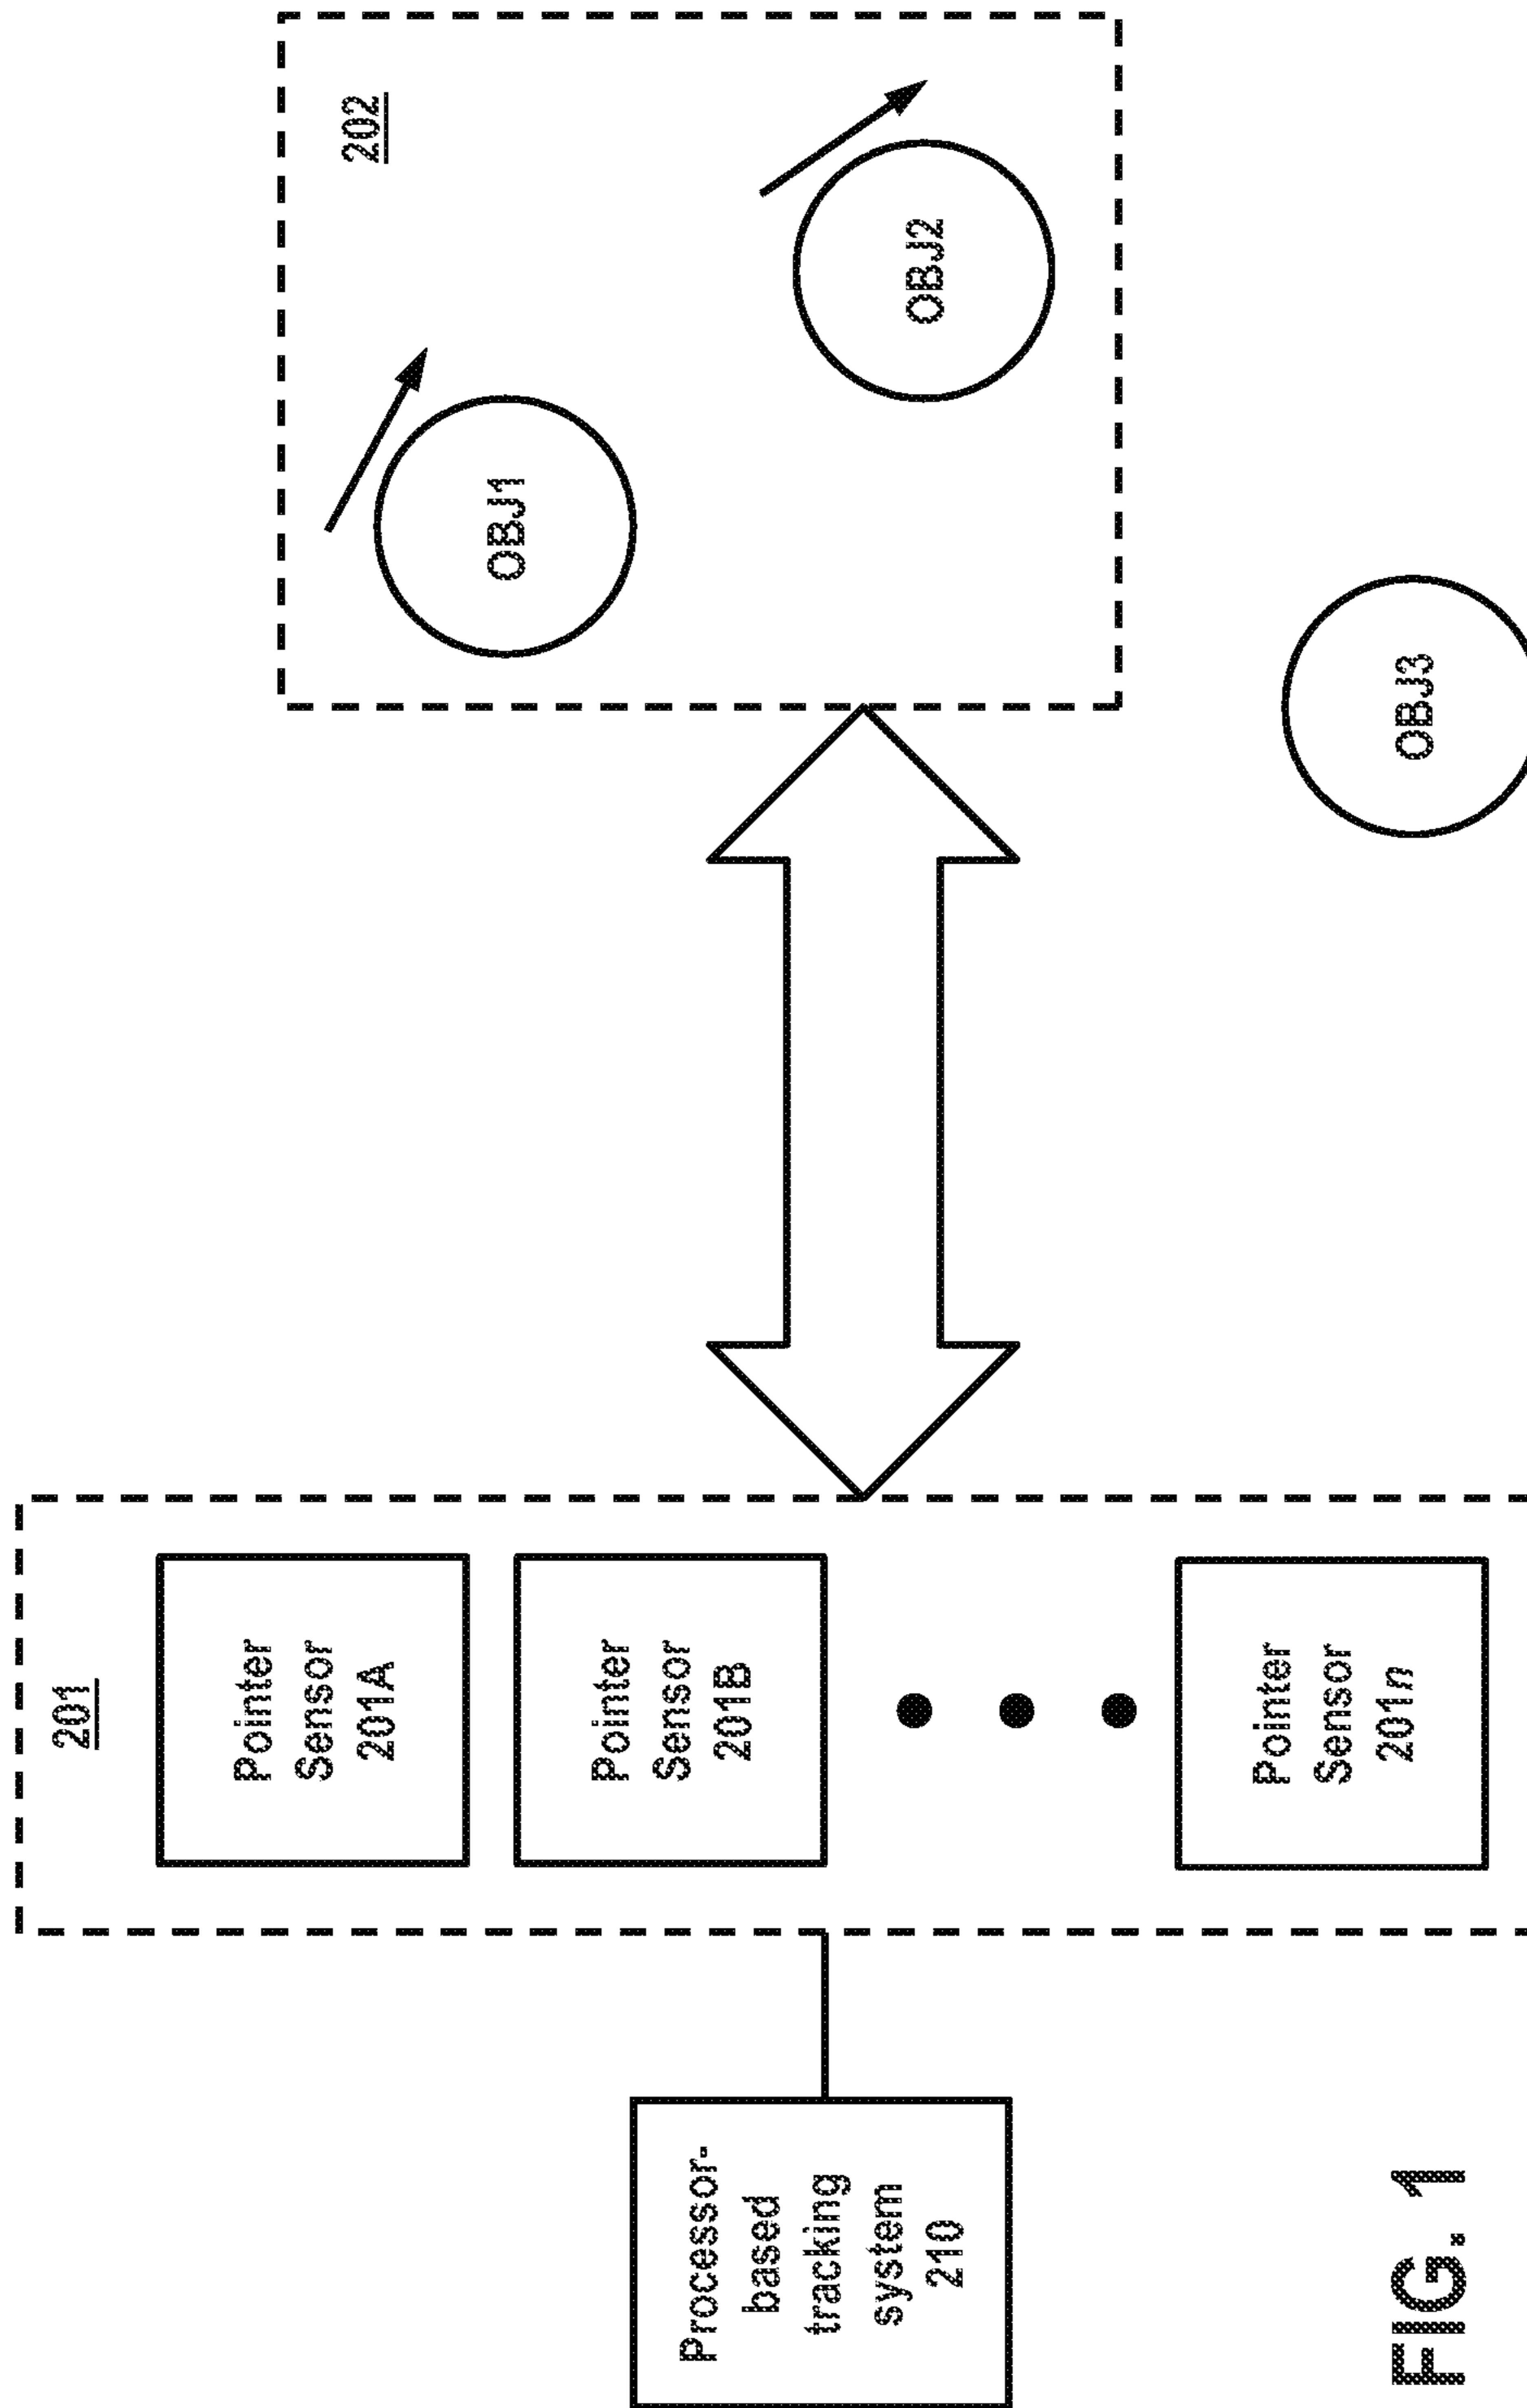 201
202
Pointer
Sensor
201A
Pointer
Sensor
201B
Pointer
Sensor
201n
Processor-
based
tracking
system
210
OBJ1
OBJ2
OBJ3
FIG. 1